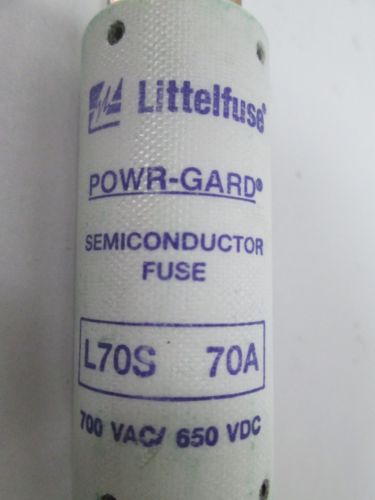 Littelfuse®
POWR-GARD®
SEMICONDUCTOR
FUSE
L70S 70A
700 VAC/ 650 VDC